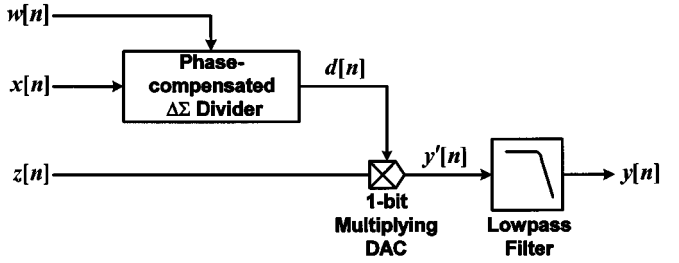 w[n]
x[n]
Phase-
compensated
ΔΣ Divider
d[n]
z[n]
y′[n]
y[n]
1-bit
Multiplying
DAC
Lowpass
Filter